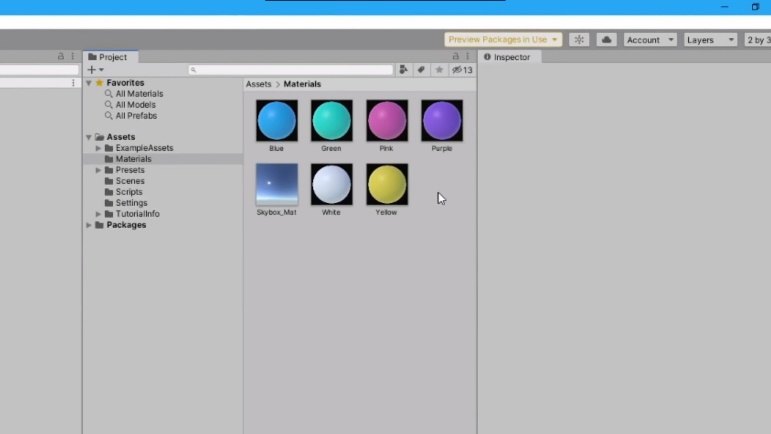 Preview Packages in Use
Account
Layers
2 by 3
Project
Inspector
13
Favorites
All Materials
All Models
All Prefabs
Assets
ExampleAssets
Materials
Presets
Scenes
Scripts
Settings
TutorialInfo
Packages
Assets > Materials
Blue
Green
Pink
Purple
Skybox_Mat
White
Yellow